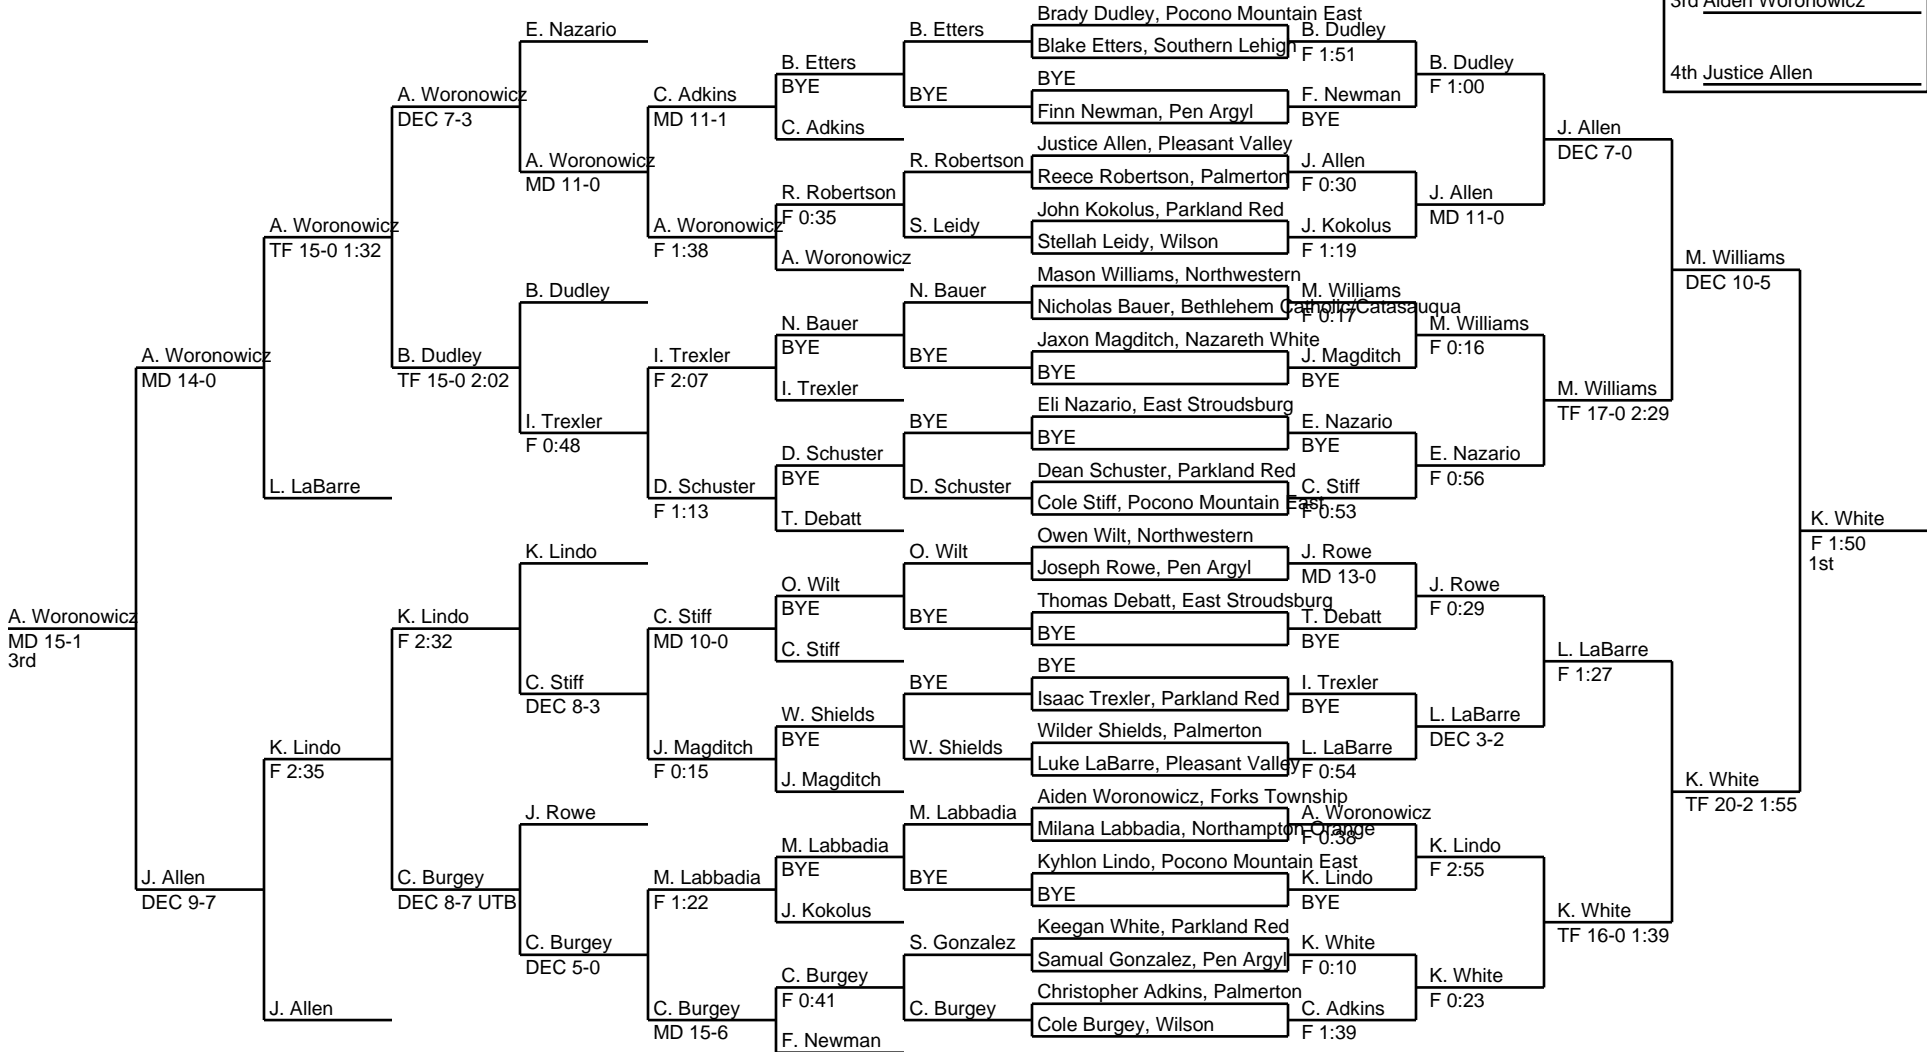 3rd Aiden Woronowicz
4th Justice Allen
A. Woronowicz
MD 15-1
3rd
A. Woronowicz
MD 14-0
J. Allen
DEC 9-7
A. Woronowicz
TF 15-0 1:32
L. LaBarre
K. Lindo
F 2:35
J. Allen
A. Woronowicz
DEC 7-3
B. Dudley
TF 15-0 2:02
K. Lindo
F 2:32
C. Burgey
DEC 8-7 UTB
E. Nazario
A. Woronowicz
MD 11-0
B. Dudley
I. Trexler
F 0:48
K. Lindo
C. Stiff
DEC 8-3
J. Rowe
C. Burgey
DEC 5-0
C. Adkins
MD 11-1
A. Woronowicz
F 1:38
I. Trexler
F 2:07
D. Schuster
F 1:13
C. Stiff
MD 10-0
J. Magditch
F 0:15
M. Labbadia
F 1:22
C. Burgey
MD 15-6
B. Etters
BYE
C. Adkins
R. Robertson
F 0:35
A. Woronowicz
N. Bauer
BYE
I. Trexler
D. Schuster
BYE
T. Debatt
O. Wilt
BYE
C. Stiff
W. Shields
BYE
J. Magditch
M. Labbadia
BYE
J. Kokolus
C. Burgey
F 0:41
F. Newman
B. Etters
BYE
R. Robertson
S. Leidy
N. Bauer
BYE
BYE
D. Schuster
O. Wilt
BYE
BYE
W. Shields
M. Labbadia
BYE
S. Gonzalez
C. Burgey
Brady Dudley, Pocono Mountain East
Blake Etters, Southern Lehigh
BYE
Finn Newman, Pen Argyl
Justice Allen, Pleasant Valley
Reece Robertson, Palmerton
John Kokolus, Parkland Red
Stellah Leidy, Wilson
Mason Williams, Northwestern
Nicholas Bauer, Bethlehem Catholic/Catasauqua
Jaxon Magditch, Nazareth White
BYE
Eli Nazario, East Stroudsburg
BYE
Dean Schuster, Parkland Red
Cole Stiff, Pocono Mountain East
Owen Wilt, Northwestern
Joseph Rowe, Pen Argyl
Thomas Debatt, East Stroudsburg
BYE
BYE
Isaac Trexler, Parkland Red
Wilder Shields, Palmerton
Luke LaBarre, Pleasant Valley
Aiden Woronowicz, Forks Township
Milana Labbadia, Northampton Orange
Kyhlon Lindo, Pocono Mountain East
BYE
Keegan White, Parkland Red
Samual Gonzalez, Pen Argyl
Christopher Adkins, Palmerton
Cole Burgey, Wilson
B. Dudley
F 1:51
F. Newman
BYE
J. Allen
F 0:30
J. Kokolus
F 1:19
M. Williams
F 0:17
J. Magditch
BYE
E. Nazario
BYE
C. Stiff
F 0:53
J. Rowe
MD 13-0
T. Debatt
BYE
I. Trexler
BYE
L. LaBarre
F 0:54
A. Woronowicz
F 0:38
K. Lindo
BYE
K. White
F 0:10
C. Adkins
F 1:39
B. Dudley
F 1:00
J. Allen
MD 11-0
M. Williams
F 0:16
E. Nazario
F 0:56
J. Rowe
F 0:29
L. LaBarre
DEC 3-2
K. Lindo
F 2:55
K. White
F 0:23
J. Allen
DEC 7-0
M. Williams
TF 17-0 2:29
L. LaBarre
F 1:27
K. White
TF 16-0 1:39
M. Williams
DEC 10-5
K. White
TF 20-2 1:55
K. White
F 1:50
1st